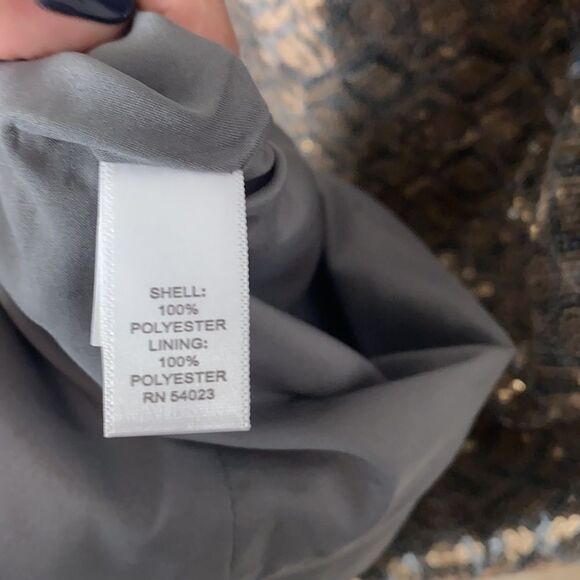 SHELL:
100%
POLYESTER
LINING:
100%
POLYESTER
RN 54023